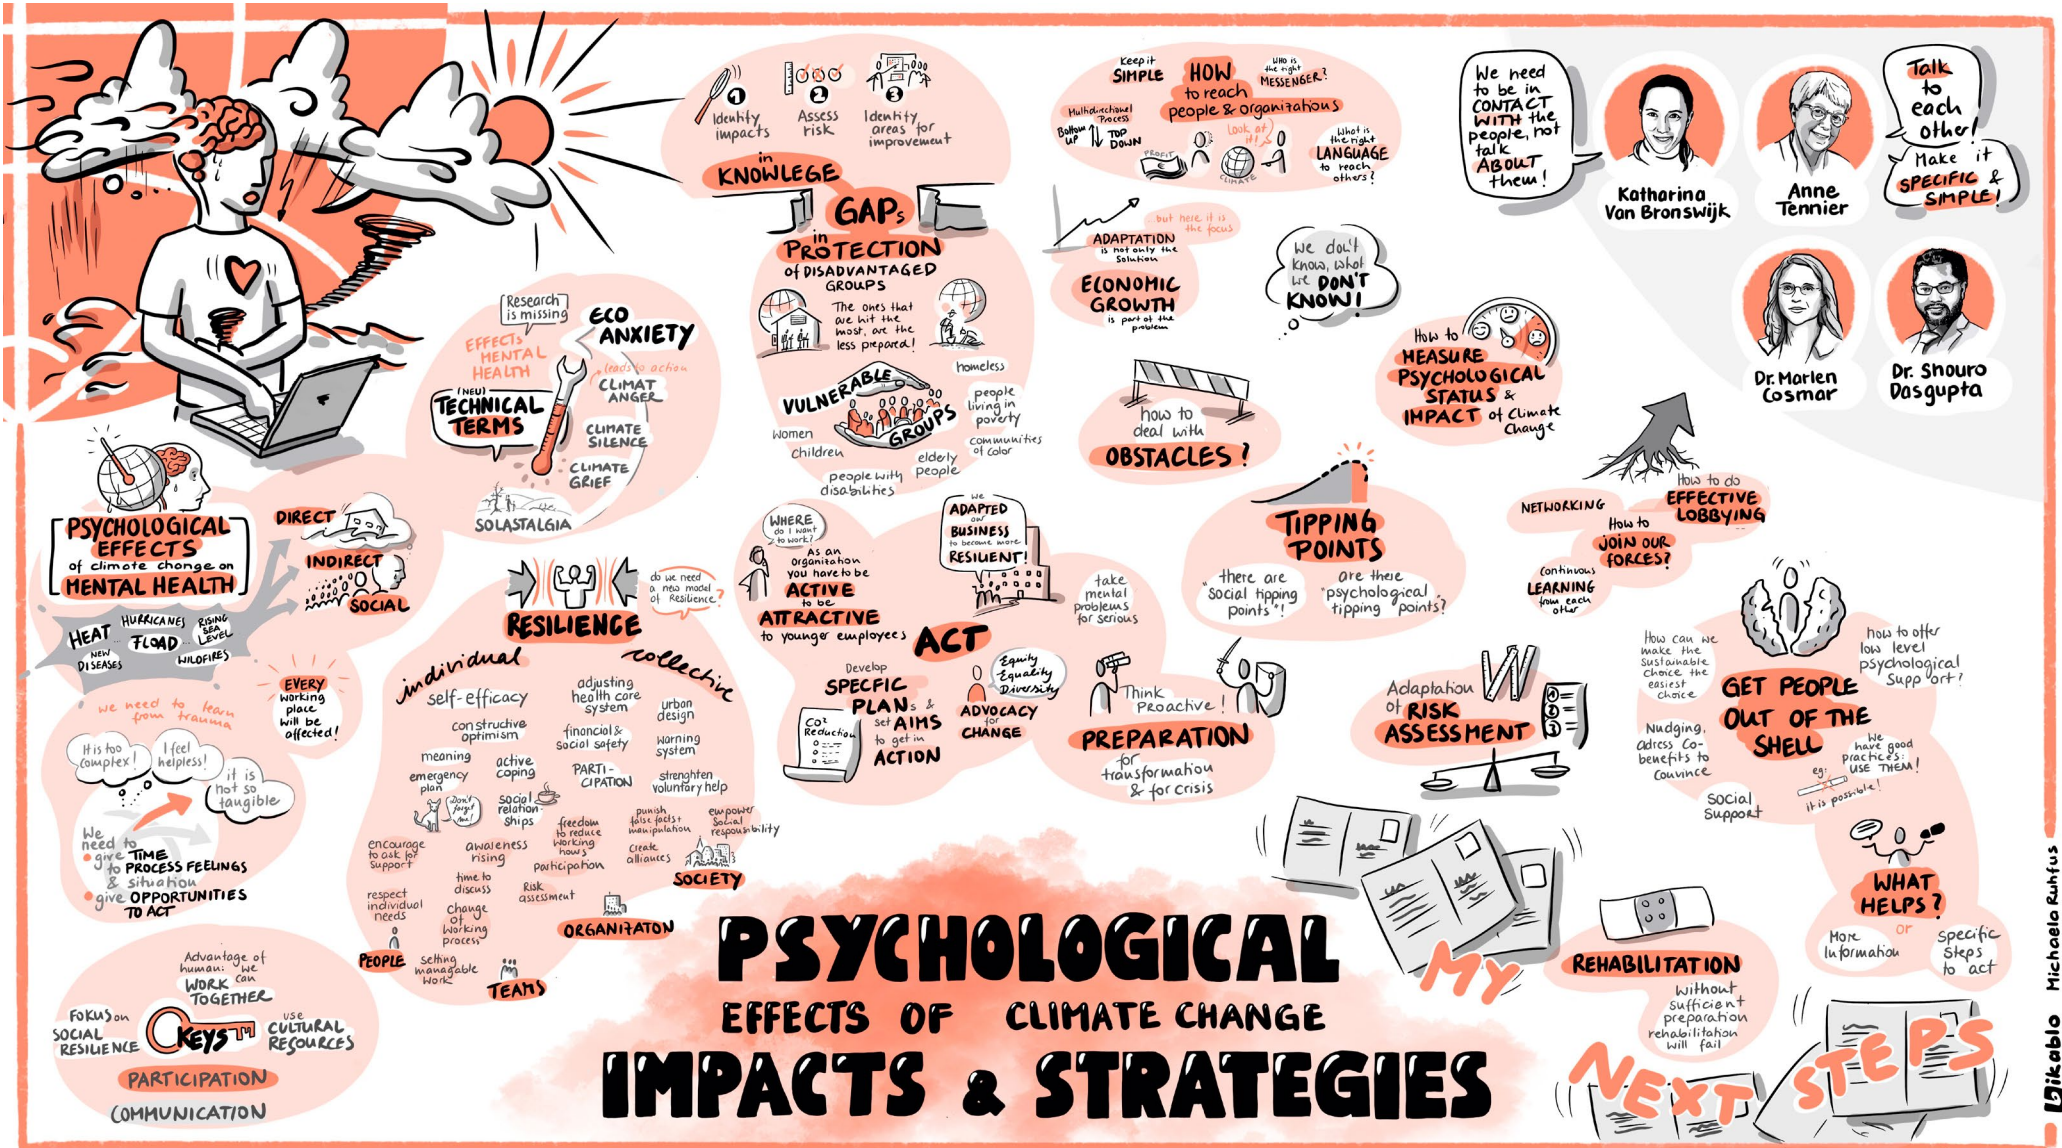 1
Identify
impacts
2
Assess
risk
3
Identity
areas for
improvement
in
KNOWLEGE
GAPs
in
PROTECTION
of DISADVANTAGED
GROUPS
The ones that
are hit the
most, are the
less prepared!
VULNERABLE
GROUPS
homeless
people
living in
poverty
communities
of color
elderly
people
people with
disabilities
children
women
Keep it
SIMPLE
HOW
to reach
people & organizations
WHO is
the right
MESSENGER?
Multidirectional
Process
Bottom
UP
TOP
DOWN
PROFIT
Look at
it!
CLIMATE
What is
the right
LANGUAGE
to reach
others?
ADAPTATION
is not only the
Solution
...but here it is
the focus
ECONOMIC
GROWTH
is part of the
problem
We don't
know, what
we DON'T
KNOW!
We need
to be in
CONTACT
WITH the
people, not
talk
ABOUT
them!
Katharina
Van Bronswijk
Anne
Tennier
Talk
to
each
other!
Make it
SPECIFIC &
SIMPLE!
Dr. Marlen
Cosmar
Dr. Shouro
Dasgupta
Research
is missing
EFFECTs
MENTAL
HEALTH
(NEU)
TECHNICAL
TERMS
ECO
ANXIETY
leads to action
CLIMAT
ANGER
CLIMATE
SILENCE
CLIMATE
GRIEF
SOLASTALGIA
how to
deal with
OBSTACLES?
How to
MEASURE
PSYCHOLOGICAL
STATUS &
IMPACT of Climate
Change
TIPPING
POINTS
"there are
social tipping
points"!
are these
"psychological
tipping points?
NETWORKING
How to do
EFFECTIVE
LOBBYING
How to
JOIN OUR
FORCES?
Continuous
LEARNING
from each
other
PSYCHOLOGICAL
EFFECTS
of climate change on
MENTAL HEALTH
DIRECT
INDIRECT
SOCIAL
HEAT
HURRICANES
RISING
SEA
LEVEL
FLOAD
NEW
DISEASES
WILDFIRES
we need to learn
from trauma
EVERY
working
place
will be
affected!
It is too
complex!
I feel
helpless!
it is
not so
tangible
We
need to
give TIME
to PROCESS FEELINGS
& situation
give OPPORTUNITIES
TO ACT
Advantage of
human: we
can
WORK
TOGETHER
FOKUS on
SOCIAL
RESILIENCE
KEYS
use
CULTURAL
RESOURCES
PARTICIPATION
COMMUNICATION
RESILIENCE
do we need
a new model
of Resilience?
individual
collective
self-efficacy
constructive
optimism
meaning
emergency
plan
active
coping
Don't
forget
me!
social
relation-
ships
adjusting
health care
system
urban
design
financial &
social safety
warning
system
PARTI-
CIPATION
strenghten
voluntary help
encourage
to ask for
support
awareness
rising
freedom
to reduce
working
hours
participation
punish
false facts +
manipulation
create
alliances
empower
social
responsibility
SOCIETY
respect
individual
needs
time to
discuss
Risk
assessment
Change
of
working
process
ORGANIZATON
PEOPLE
setting
managable
work
TEAMS
WHERE
do I want
to work?
As an
organization
you have to be
ACTIVE
to be
ATTRACTIVE
to younger employees
we
ADAPTED
our
BUSINESS
to become more
RESILIENT!
ACT
take
mental
problems
for serious
Develop
SPECFIC
PLANs &
set AIMS
to get in
ACTION
CO²
Reduction
Equity
Equality
Diversity
ADVOCACY
for
CHANGE
Think
Proactive!
PREPARATION
for
transformation
& for crisis
Adaptation
of RISK
ASSESSMENT
1
2
3
How can we
make the
sustainable
choice the
easiest
choice
how to offer
low level
psychological
support?
GET PEOPLE
OUT OF THE
SHELL
Nudging,
adress Co-
benefits to
convince
Social
Support
We
have good
practices:
USE THEM!
eg:
it is possible!
WHAT
HELPS?
More
Information
or
specific
steps
to act
REHABILITATION
without
sufficient
preparation
rehabilitation
will fail
PSYCHOLOGICAL
EFFECTS OF CLIMATE CHANGE
IMPACTS & STRATEGIES
MY
NEXT STEPS
bikablo Michaela Ruhfus